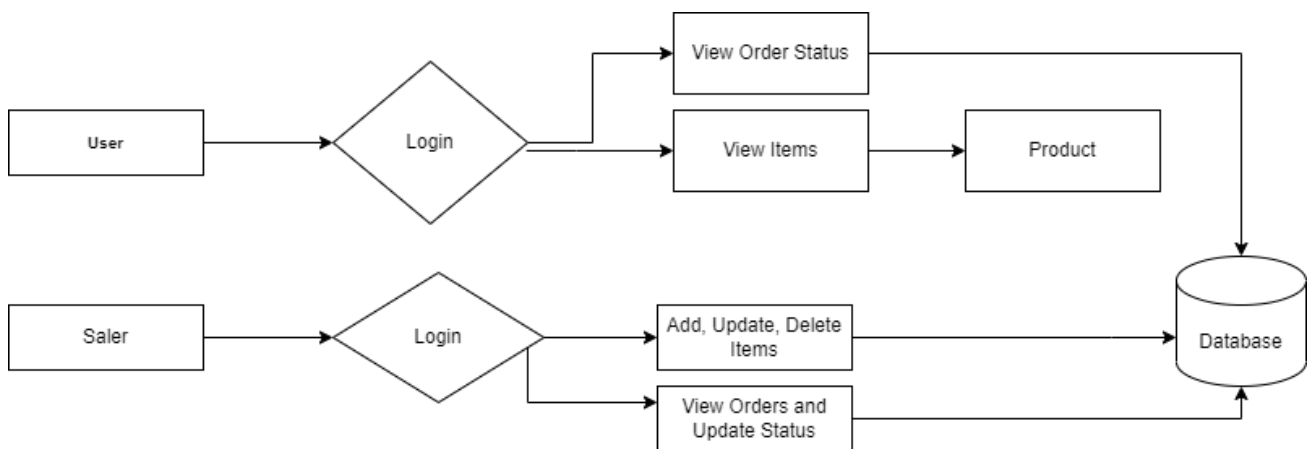 View Order Status
User
Login
View Items
Product
Saler
Login
Add, Update, Delete
Items
Database
View Orders and
Update Status